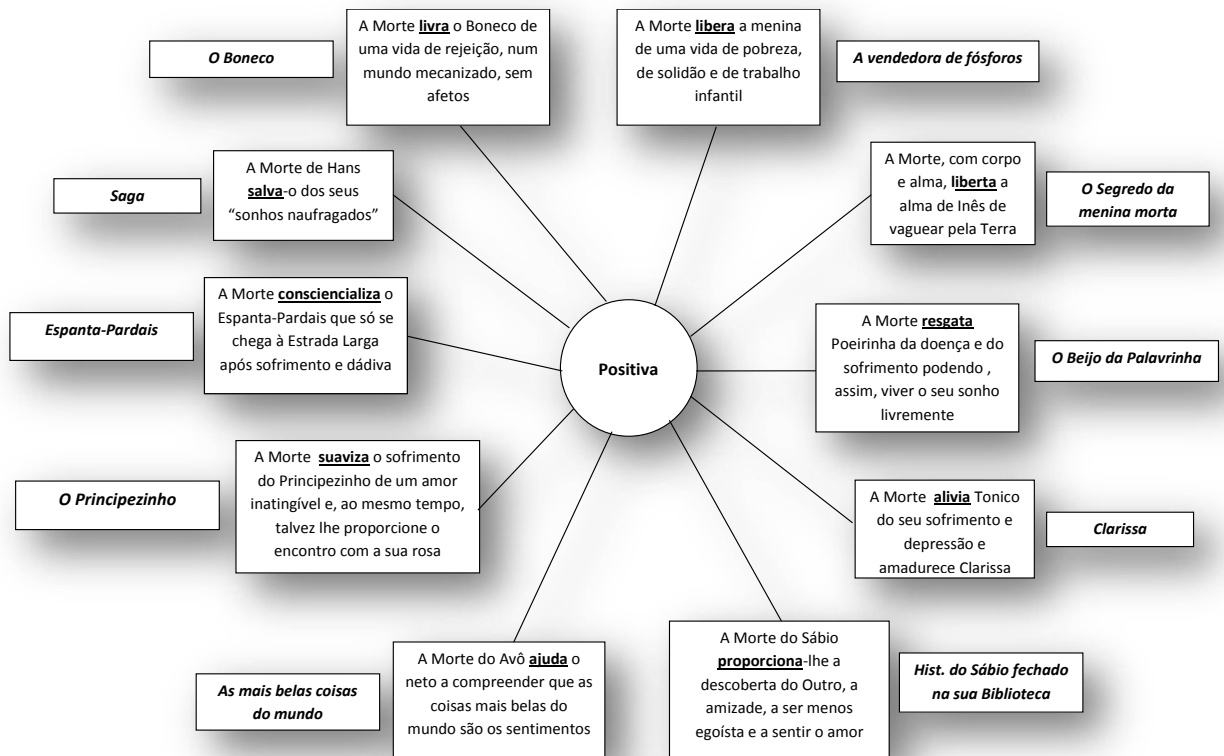 O Boneco
A Morte livra o Boneco de
uma vida de rejeição, num
mundo mecanizado, sem
afetos
A Morte libera a menina
de uma vida de pobreza,
de solidão e de trabalho
infantil
A vendedora de fósforos
Saga
A Morte de Hans
salva-o dos seus
“sonhos naufragados”
A Morte, com corpo
e alma, liberta a
alma de Inês de
vaguear pela Terra
O Segredo da
menina morta
Espanta-Pardais
A Morte consciencializa o
Espanta-Pardais que só se
chega à Estrada Larga
após sofrimento e dádiva
Positiva
A Morte resgata
Poeirinha da doença e do
sofrimento podendo ,
assim, viver o seu sonho
livremente
O Beijo da Palavrinha
O Principezinho
A Morte suaviza o sofrimento
do Principezinho de um amor
inatingível e, ao mesmo tempo,
talvez lhe proporcione o
encontro com a sua rosa
A Morte alivia Tonico
do seu sofrimento e
depressão e
amadurece Clarissa
Clarissa
As mais belas coisas
do mundo
A Morte do Avô ajuda o
neto a compreender que as
coisas mais belas do
mundo são os sentimentos
A Morte do Sábio
proporciona-lhe a
descoberta do Outro, a
amizade, a ser menos
egoísta e a sentir o amor
Hist. do Sábio fechado
na sua Biblioteca